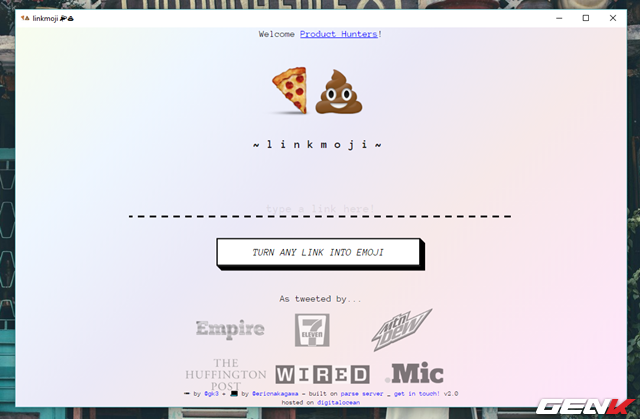 linkmoji
Welcome Product Hunters!
~ l i n k m o j i ~
type a link here!
TURN ANY LINK INTO EMOJI
As tweeted by...
Empire
7
ELEVEN
Mtn
DEW
THE
HUFFINGTON
POST
WIRED
.Mic
by @gk3 + by @ericnakagawa - built on parse server _ get in touch! v2.0
hosted on digitalocean
GENK